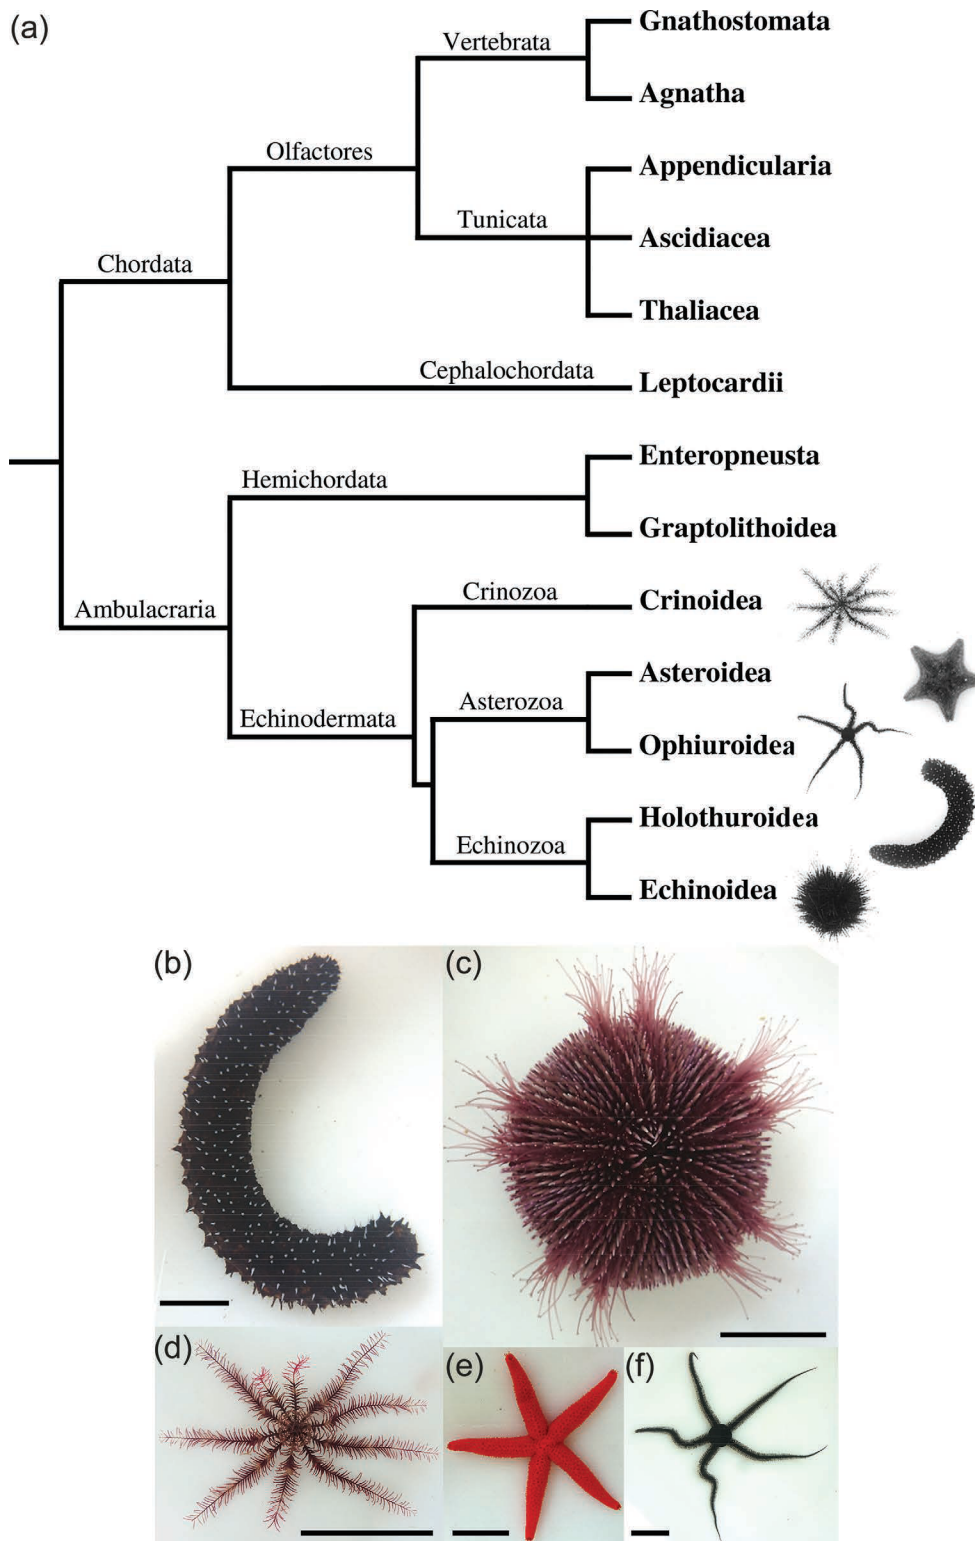 (a)
Gnathostomata
Vertebrata
Agnatha
Olfactores
Appendicularia
Tunicata
Ascidiacea
Chordata
Thaliacea
Cephalochordata
Leptocardii
Enteropneusta
Hemichordata
Graptolithoidea
Crinozoa
Crinoidea
Ambulacraria
Asteroidea
Asterozoa
Echinodermata
Ophiuroidea
Holothuroidea
Echinozoa
Echinoidea
(b)
(c)
(d)
(e)
(f)